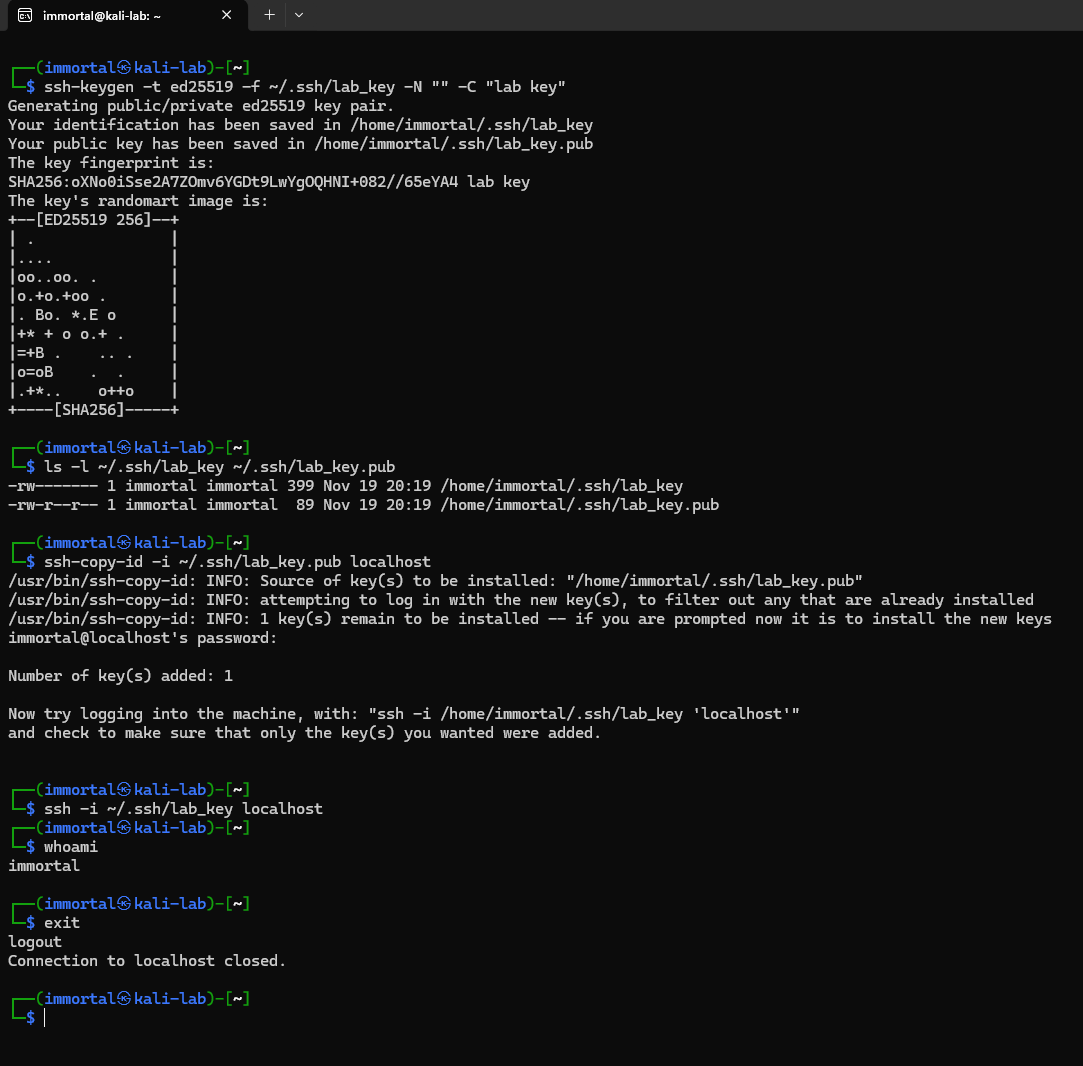 immortal@kali-lab: ~
┌──(immortal㉿kali-lab)-[~]
└─$ ssh-keygen -t ed25519 -f ~/.ssh/lab_key -N "" -C "lab key"
Generating public/private ed25519 key pair.
Your identification has been saved in /home/immortal/.ssh/lab_key
Your public key has been saved in /home/immortal/.ssh/lab_key.pub
The key fingerprint is:
SHA256:oXNo0iSse2A7ZOmv6YGDt9LwYgOQHNI+082//65eYA4 lab key
The key's randomart image is:
+--[ED25519 256]--+
| .               |
|....             |
|oo..oo. .        |
|o.+o.+oo .       |
|. Bo. *.E o      |
|+* + o o.+ .     |
|=+B .    .. .    |
|o=oB    .  .     |
|.+*..    o++o    |
+----[SHA256]-----+
┌──(immortal㉿kali-lab)-[~]
└─$ ls -l ~/.ssh/lab_key ~/.ssh/lab_key.pub
-rw------- 1 immortal immortal 399 Nov 19 20:19 /home/immortal/.ssh/lab_key
-rw-r--r-- 1 immortal immortal  89 Nov 19 20:19 /home/immortal/.ssh/lab_key.pub
┌──(immortal㉿kali-lab)-[~]
└─$ ssh-copy-id -i ~/.ssh/lab_key.pub localhost
/usr/bin/ssh-copy-id: INFO: Source of key(s) to be installed: "/home/immortal/.ssh/lab_key.pub"
/usr/bin/ssh-copy-id: INFO: attempting to log in with the new key(s), to filter out any that are already installed
/usr/bin/ssh-copy-id: INFO: 1 key(s) remain to be installed -- if you are prompted now it is to install the new keys
immortal@localhost's password:
Number of key(s) added: 1
Now try logging into the machine, with: "ssh -i /home/immortal/.ssh/lab_key 'localhost'"
and check to make sure that only the key(s) you wanted were added.
┌──(immortal㉿kali-lab)-[~]
└─$ ssh -i ~/.ssh/lab_key localhost
┌──(immortal㉿kali-lab)-[~]
└─$ whoami
immortal
┌──(immortal㉿kali-lab)-[~]
└─$ exit
logout
Connection to localhost closed.
┌──(immortal㉿kali-lab)-[~]
└─$